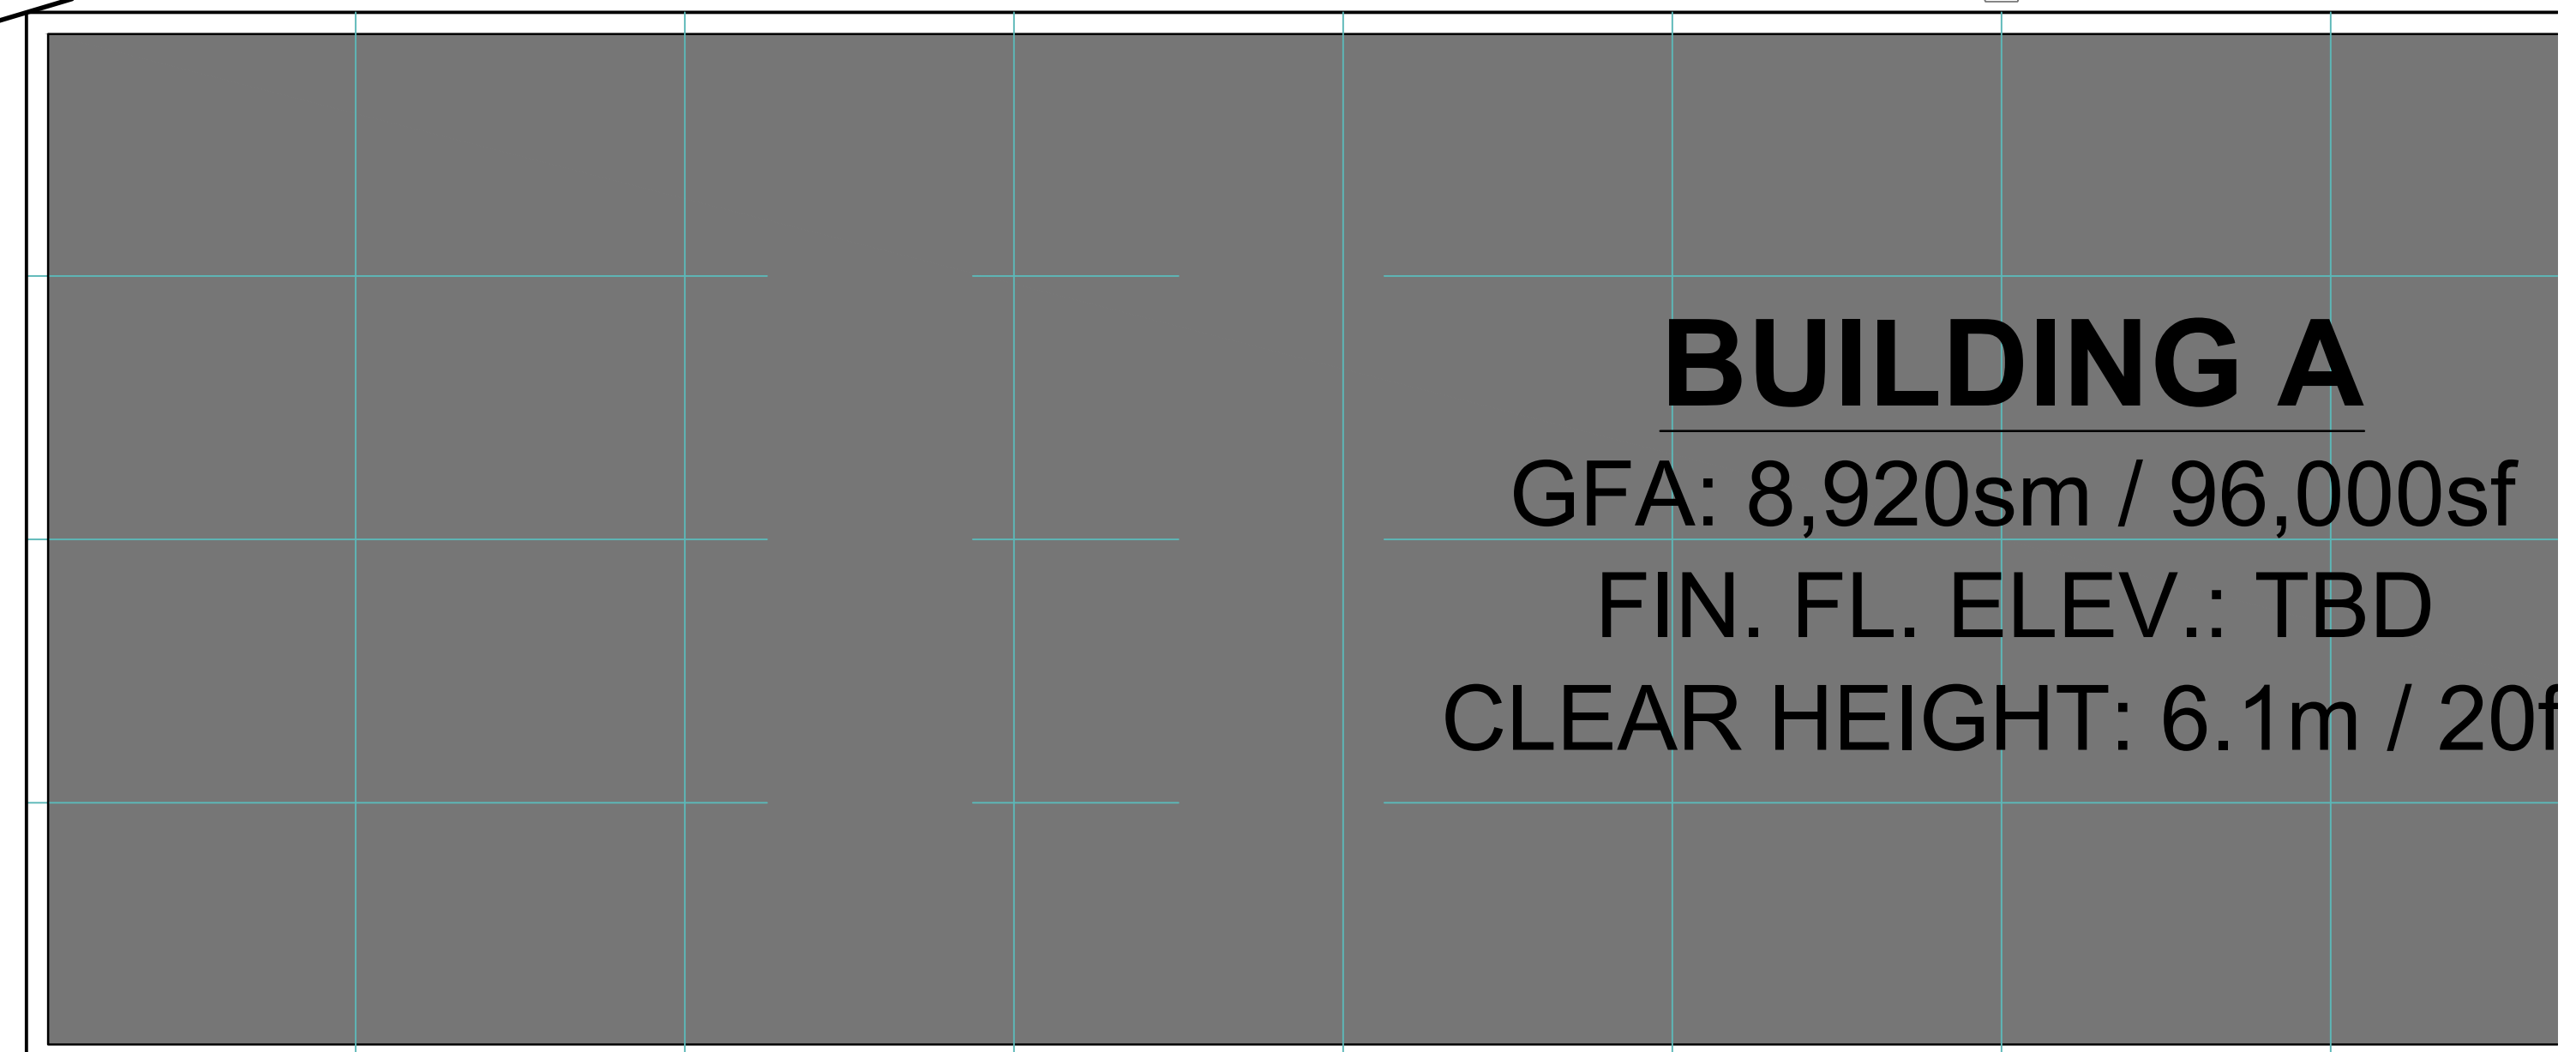 BUILDING A
GFA: 8,920sm / 96,000sf
FIN. FL. ELEV.: TBD
CLEAR HEIGHT: 6.1m / 20f